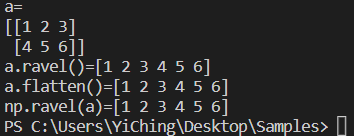 a=
[[1 2 3]
 [4 5 6]]
a.ravel()=[1 2 3 4 5 6]
a.flatten()=[1 2 3 4 5 6]
np.ravel(a)=[1 2 3 4 5 6]
PS C:\Users\YiChing\Desktop\Samples>